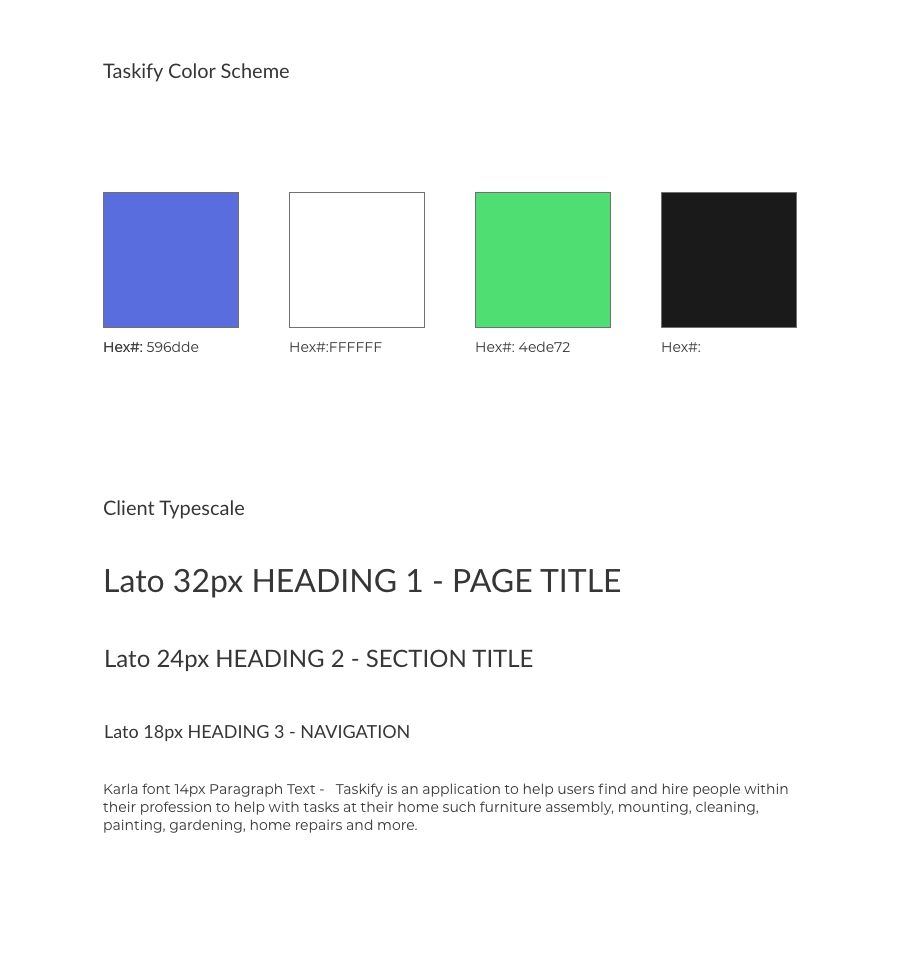 Taskify Color Scheme
Hex#: 596dde
Hex#:FFFFFF
Hex#: 4ede72
Hex#:
Client Typescale
Lato 32px HEADING 1 - PAGE TITLE
Lato 24px HEADING 2 - SECTION TITLE
Lato 18px HEADING 3 - NAVIGATION
Karla font 14px Paragraph Text -   Taskify is an application to help users find and hire people within
their profession to help with tasks at their home such furniture assembly, mounting, cleaning,
painting, gardening, home repairs and more.